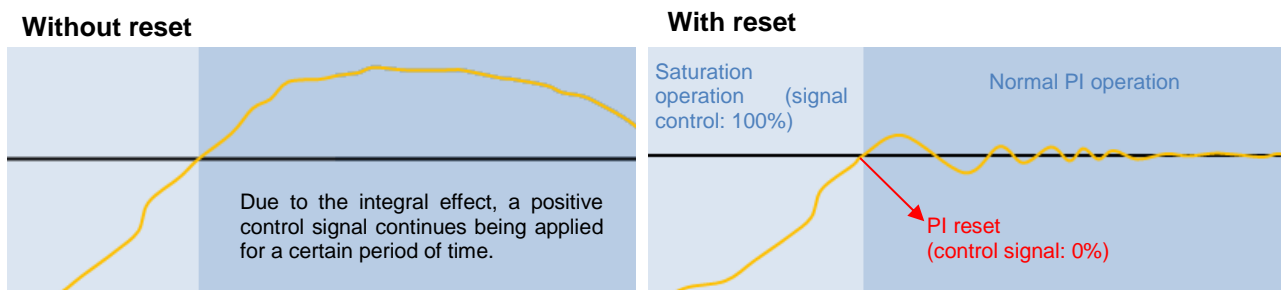 Without reset
Due to the integral effect, a positive
control signal continues being applied
for a certain period of time.
With reset
Saturation
operation (signal
control: 100%)
Normal PI operation
PI reset
(control signal: 0%)